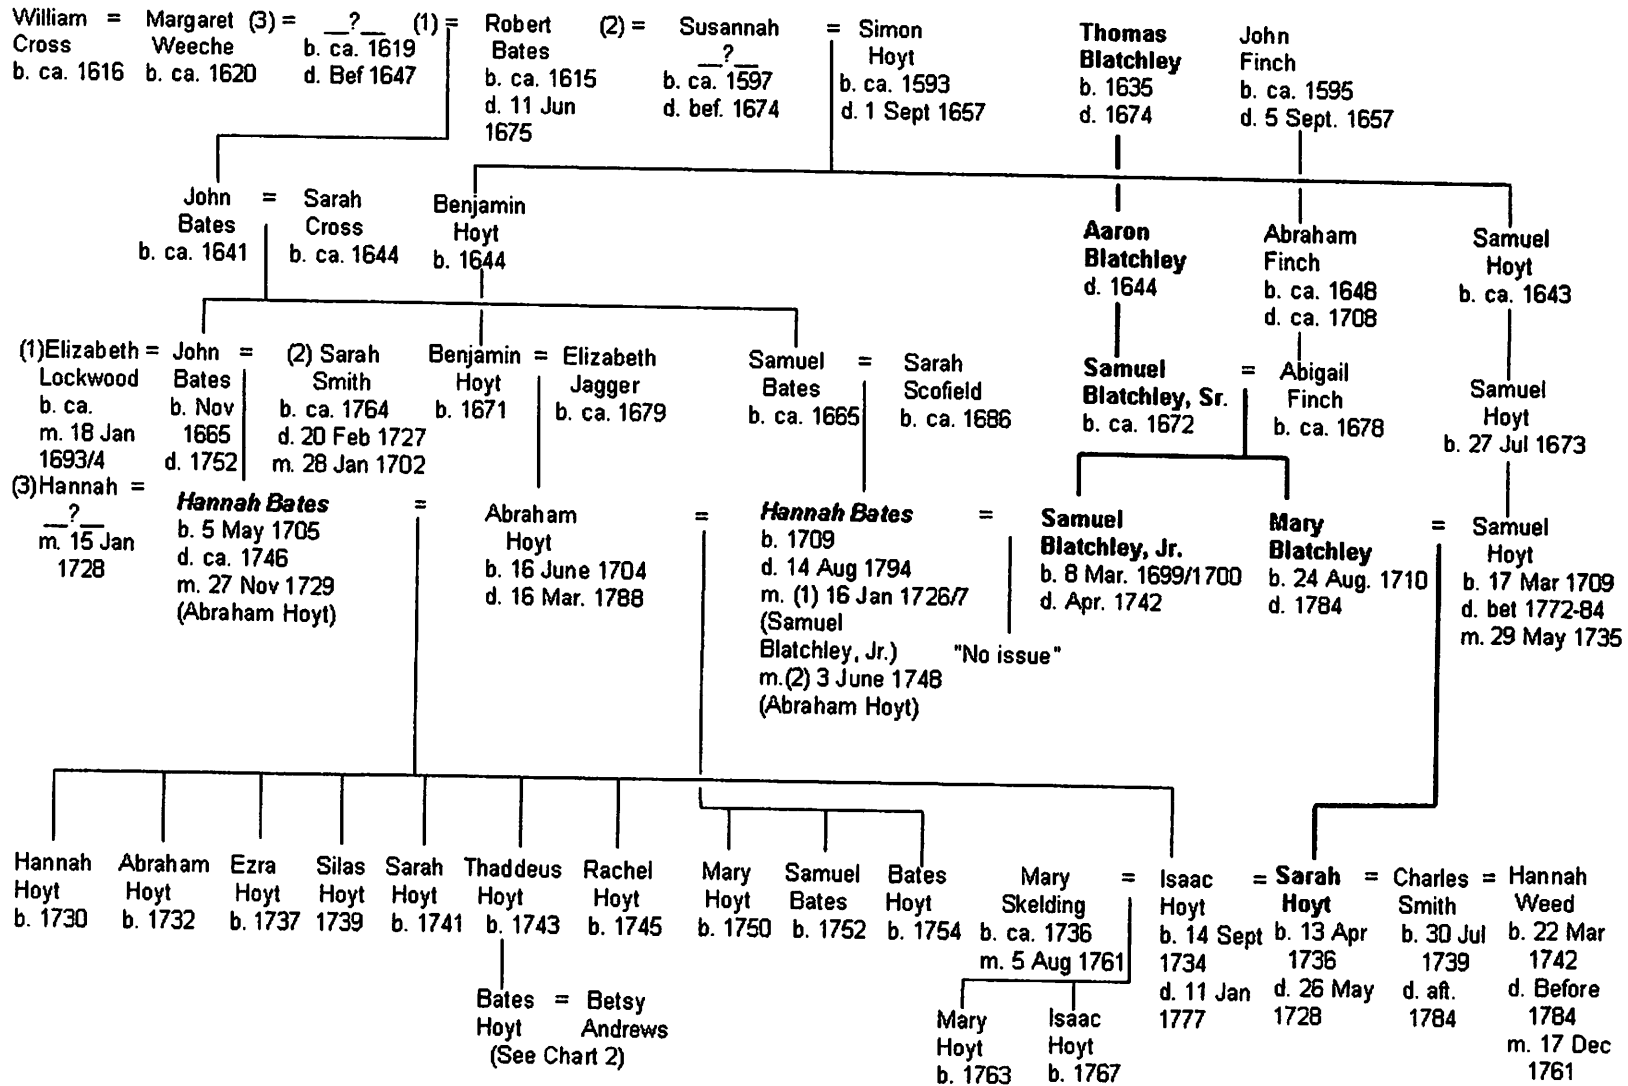 William = Margaret (3) = __?__ (1) = Robert (2) = Susannah = Simon
Cross
b. ca. 1616
Weeche
b. ca. 1620
b. ca. 1619
d. Bef 1647
Bates
b. ca. 1615
d. 11 Jun
1675
__?__
b. ca. 1597
d. bef. 1674
Hoyt
b. ca. 1593
d. 1 Sept 1657
Thomas
Blatchley
b. 1635
d. 1674
John
Finch
b. ca. 1595
d. 5 Sept. 1657
John =
Bates
b. ca. 1641
Sarah
Cross
b. ca. 1644
Benjamin
Hoyt
b. 1644
Aaron
Blatchley
d. 1644
Abraham
Finch
b. ca. 1648
d. ca. 1708
Samuel
Hoyt
b. ca. 1643
(1)Elizabeth =
Lockwood
b. ca.
m. 18 Jan
1693/4
(3)Hannah =
__?__
m. 15 Jan
1728
John =
Bates
b. Nov
1665
d. 1752
(2) Sarah
Smith
b. ca. 1764
d. 20 Feb 1727
m. 28 Jan 1702
Benjamin =
Hoyt
b. 1671
Elizabeth
Jagger
b. ca. 1679
Samuel =
Bates
b. ca. 1665
Sarah
Scofield
b. ca. 1686
Samuel =
Blatchley, Sr.
b. ca. 1672
Abigail
Finch
b. ca. 1678
Samuel
Hoyt
b. 27 Jul 1673
Hannah Bates =
b. 5 May 1705
d. ca. 1746
m. 27 Nov 1729
(Abraham Hoyt)
Abraham =
Hoyt
b. 16 June 1704
d. 16 Mar. 1788
Hannah Bates =
b. 1709
d. 14 Aug 1794
m. (1) 16 Jan 1726/7
(Samuel
Blatchley, Jr.)
m.(2) 3 June 1748
(Abraham Hoyt)
"No issue"
Samuel
Blatchley, Jr.
b. 8 Mar. 1699/1700
d. Apr. 1742
Mary =
Blatchley
b. 24 Aug. 1710
d. 1784
Samuel
Hoyt
b. 17 Mar 1709
d. bet 1772-84
m. 29 May 1735
Hannah
Hoyt
b. 1730
Abraham
Hoyt
b. 1732
Ezra
Hoyt
b. 1737
Silas
Hoyt
1739
Sarah
Hoyt
b. 1741
Thaddeus
Hoyt
b. 1743
Rachel
Hoyt
b. 1745
Mary
Hoyt
b. 1750
Samuel
Bates
b. 1752
Bates
Hoyt
b. 1754
Mary =
Skelding
b. ca. 1736
m. 5 Aug 1761
Isaac =
Hoyt
b. 14 Sept
1734
d. 11 Jan
1777
Sarah =
Hoyt
b. 13 Apr
1736
d. 26 May
1728
Charles =
Smith
b. 30 Jul
1739
d. aft.
1784
Hannah
Weed
b. 22 Mar
1742
d. Before
1784
m. 17 Dec
1761
Bates = Betsy
Hoyt Andrews
(See Chart 2)
Mary
Hoyt
b. 1763
Isaac
Hoyt
b. 1767